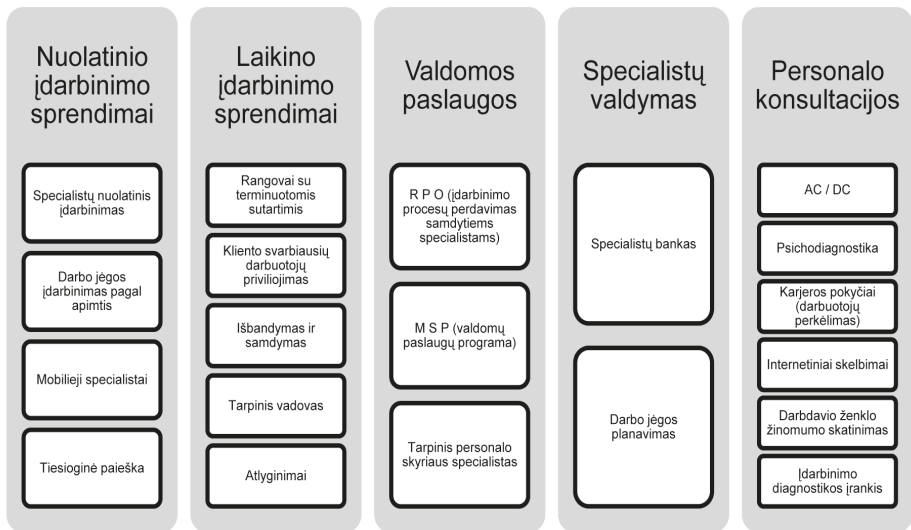 Nuolatinio
įdarbinimo
sprendimai
Specialistų nuolatinis
įdarbinimas
Darbo jėgos
įdarbinimas pagal
apimtis
Mobilieji specialistai
Tiesioginė paieška
Laikino
įdarbinimo
sprendimai
Rangovai su
terminuotomis
sutartimis
Kliento svarbiausių
darbuotojų
priviliojimas
Išbandymas ir
samdymas
Tarpinis vadovas
Atlyginimai
Valdomos
paslaugos
R P O (įdarbinimo
procesų perdavimas
samdytiems
specialistams)
M S P (valdomų
paslaugų programa)
Tarpinis personalo
skyriaus specialistas
Specialistų
valdymas
Specialistų bankas
Darbo jėgos
planavimas
Personalo
konsultacijos
AC / DC
Psichodiagnostika
Karjeros pokyčiai
(darbuotojų
perkėlimas)
Internetiniai skelbimai
Darbdavio ženklo
žinomumo skatinimas
Įdarbinimo
diagnostikos įrankis